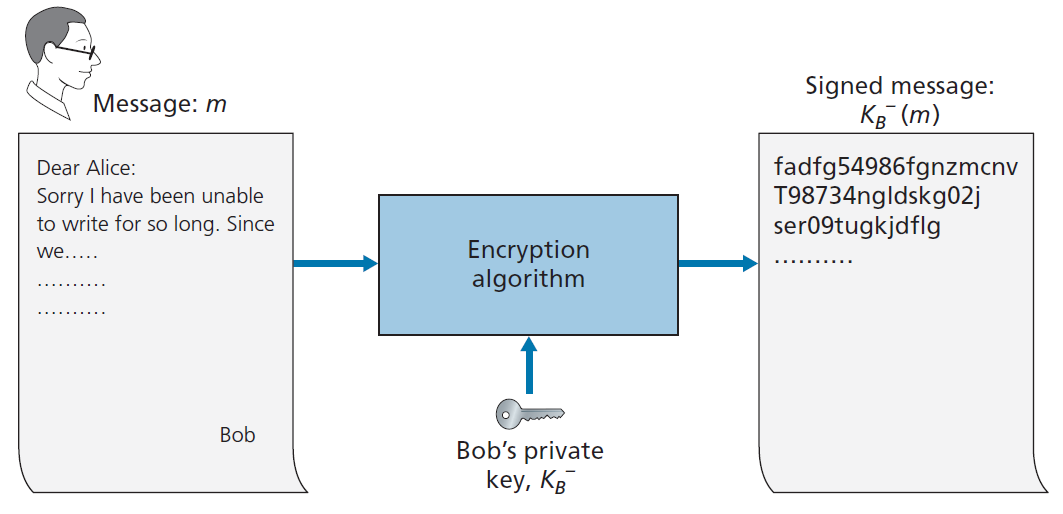 Message: m
Dear Alice:
Sorry I have been unable
to write for so long. Since
we.....
..........
..........
Bob
Encryption
algorithm
Bob’s private
key, K_B^−
Signed message:
K_B^−(m)
fadfg54986fgnzmcnv
T98734ngldskg02j
ser09tugkjdflg
..........